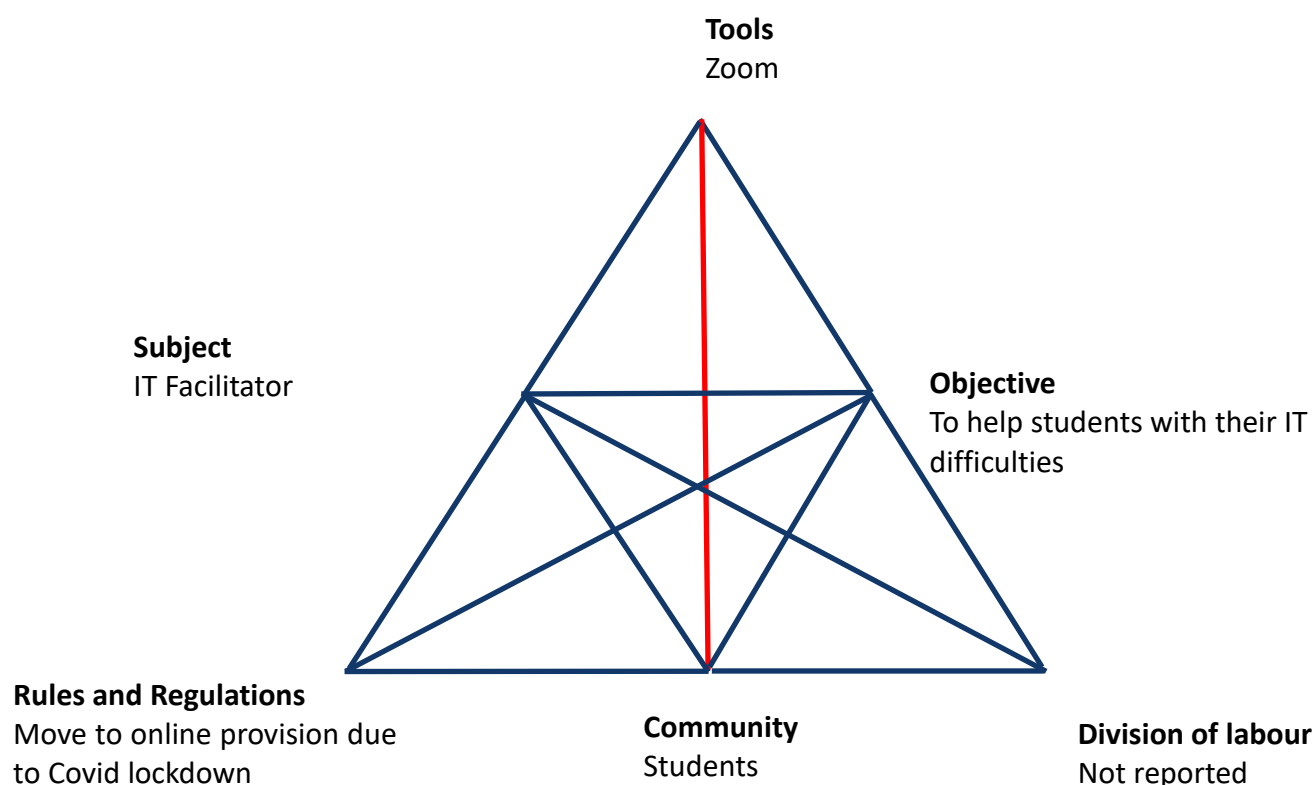 Tools
Zoom
Subject
IT Facilitator
Objective
To help students with their IT
difficulties
Rules and Regulations
Move to online provision due
to Covid lockdown
Community
Students
Division of labour
Not reported